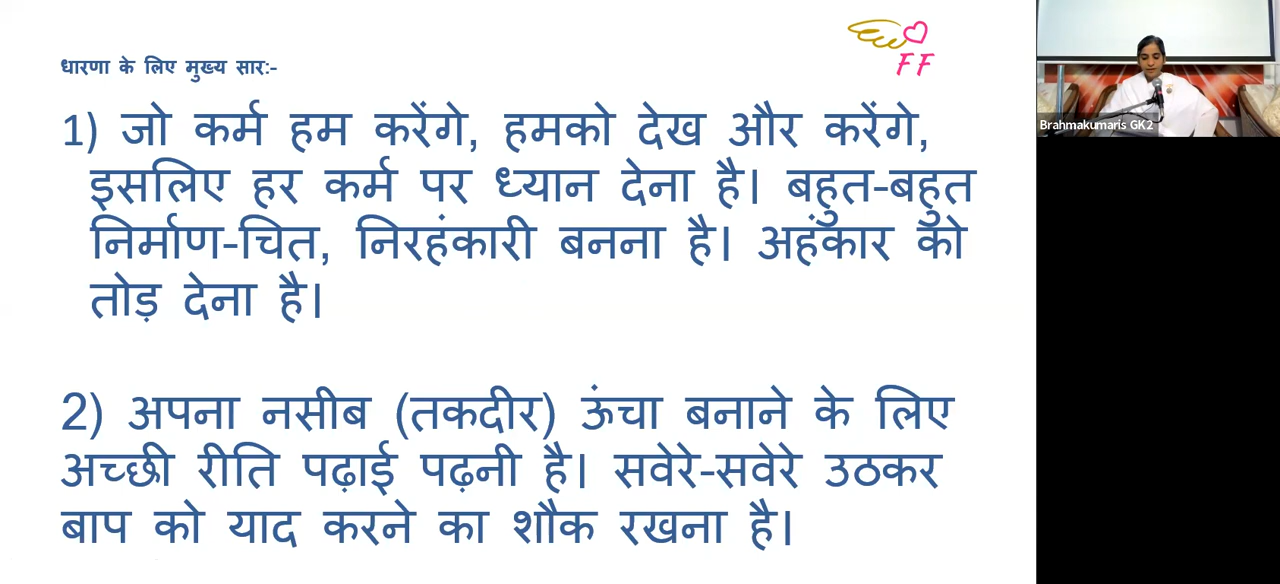 धारणा के लिए मुख्य सार:-
FF
1) जो कर्म हम करेंगे, हमको देख और करेंगे,
इसलिए हर कर्म पर ध्यान देना है। बहुत-बहुत
निर्माण-चित, निरहंकारी बनना है। अहंकार को
तोड़ देना है।
2) अपना नसीब (तकदीर) ऊंचा बनाने के लिए
अच्छी रीति पढ़ाई पढ़नी है। सवेरे-सवेरे उठकर
बाप को याद करने का शौक रखना है।
Brahmakumaris GK2